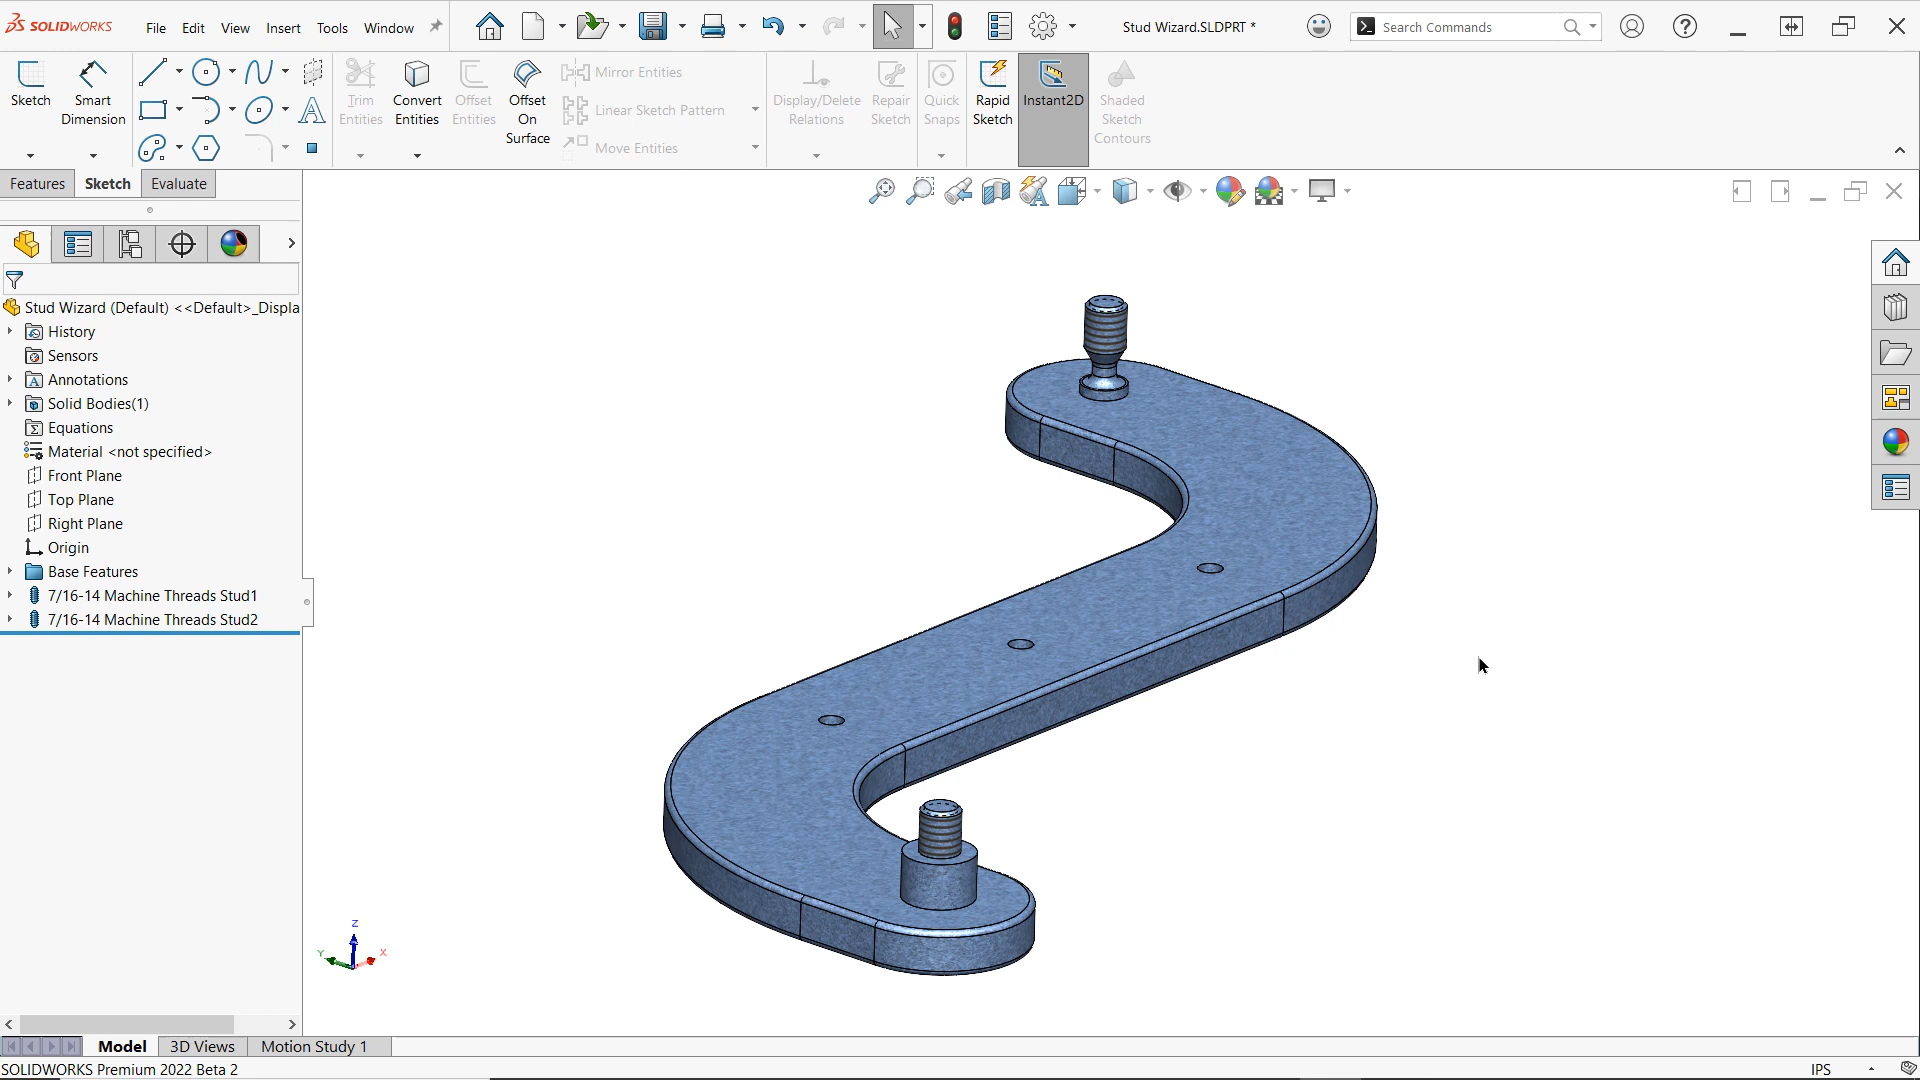 SOLIDWORKS File Edit View Insert Tools Window Stud Wizard.SLDPRT * Search Commands
Sketch
Smart Dimension
Trim Entities
Convert Entities
Offset Entities
Offset On Surface
Mirror Entities
Linear Sketch Pattern
Move Entities
Display/Delete Relations
Repair Sketch
Quick Snaps
Rapid Sketch
Instant2D
Shaded Sketch Contours
Features Sketch Evaluate
Stud Wizard (Default) <<Default>_Displa
History
Sensors
Annotations
Solid Bodies(1)
Equations
Material <not specified>
Front Plane
Top Plane
Right Plane
Origin
Base Features
7/16-14 Machine Threads Stud1
7/16-14 Machine Threads Stud2
Z
Y X
Model 3D Views Motion Study 1
SOLIDWORKS Premium 2022 Beta 2 IPS